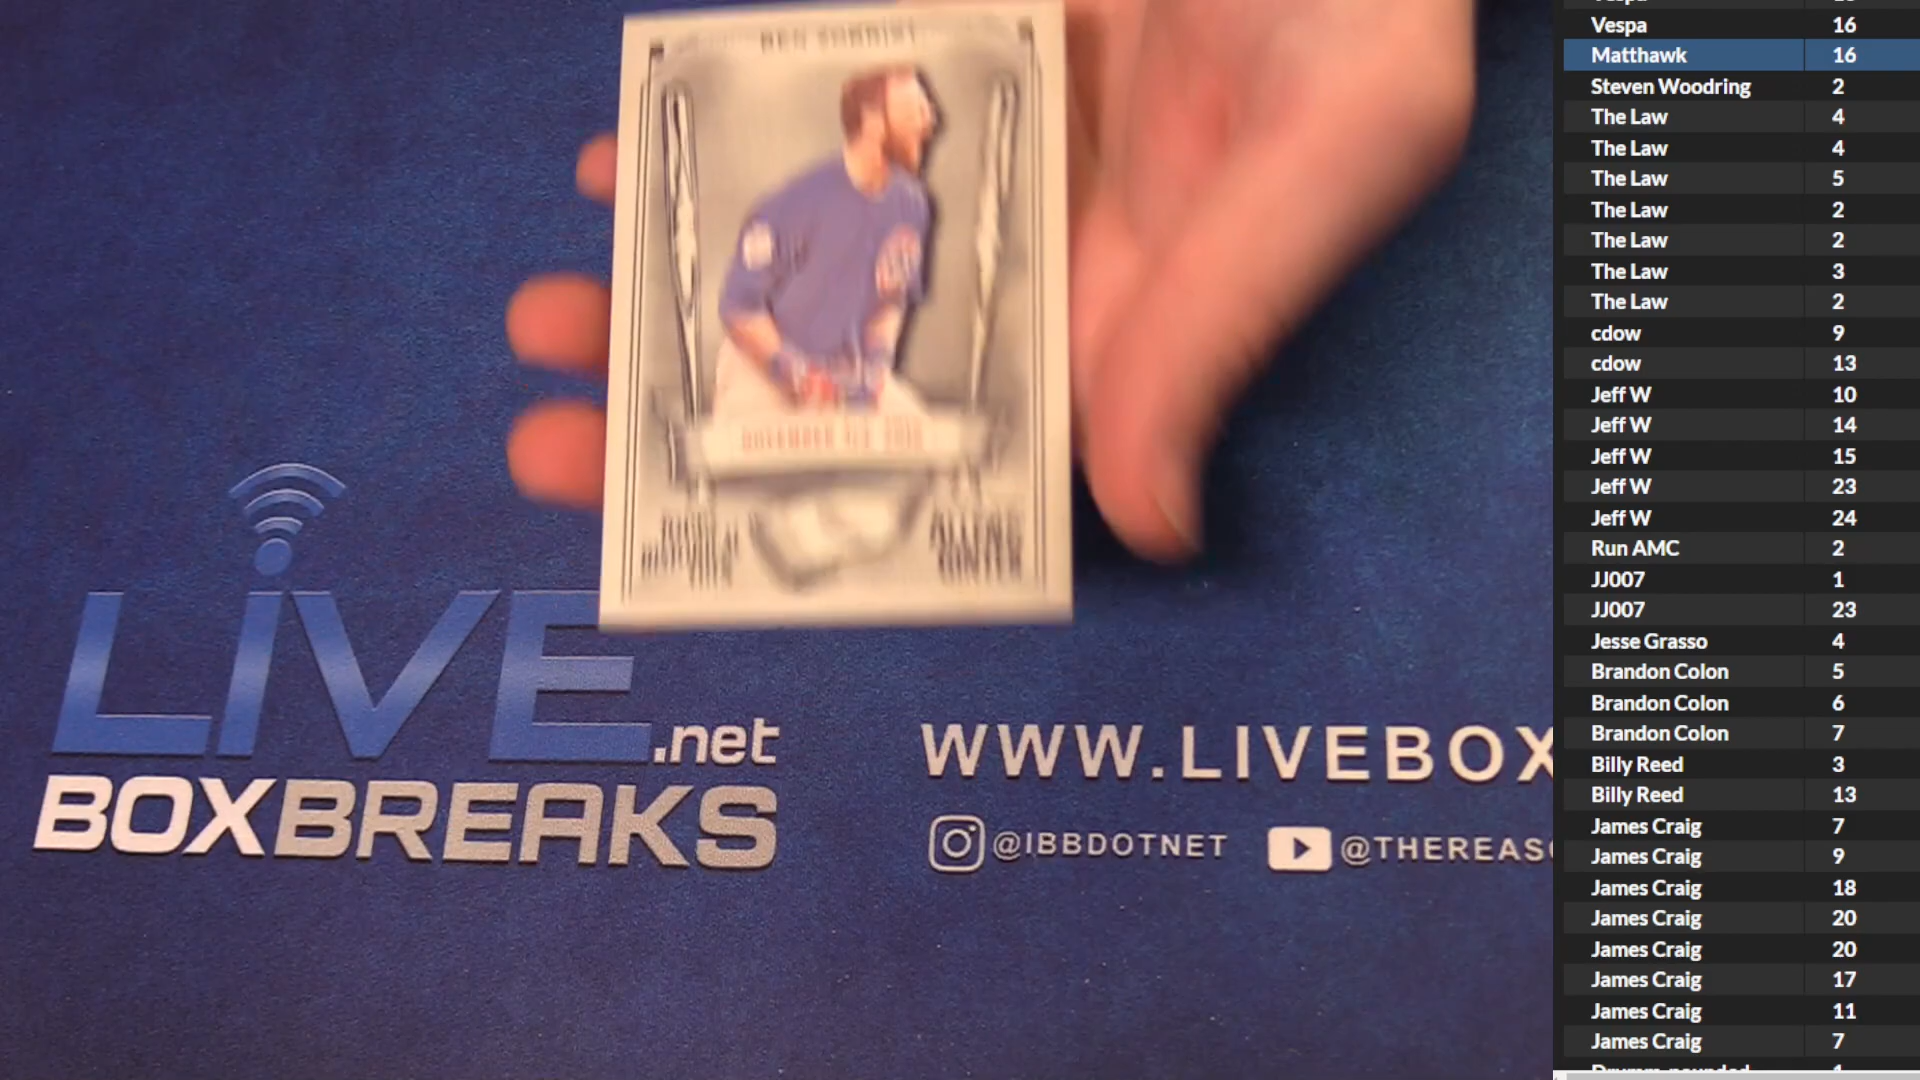 BEN ZOBRIST
LIVE
.net
BOXBREAKS
WWW.LIVEBOX
@IBBDOTNET
@THEREAS
Vespa 16
Matthawk 16
Steven Woodring 2
The Law 4
The Law 4
The Law 5
The Law 2
The Law 2
The Law 3
The Law 2
cdow 9
cdow 13
Jeff W 10
Jeff W 14
Jeff W 15
Jeff W 23
Jeff W 24
Run AMC 2
JJ007 1
JJ007 23
Jesse Grasso 4
Brandon Colon 5
Brandon Colon 6
Brandon Colon 7
Billy Reed 3
Billy Reed 13
James Craig 7
James Craig 9
James Craig 18
James Craig 20
James Craig 20
James Craig 17
James Craig 11
James Craig 7